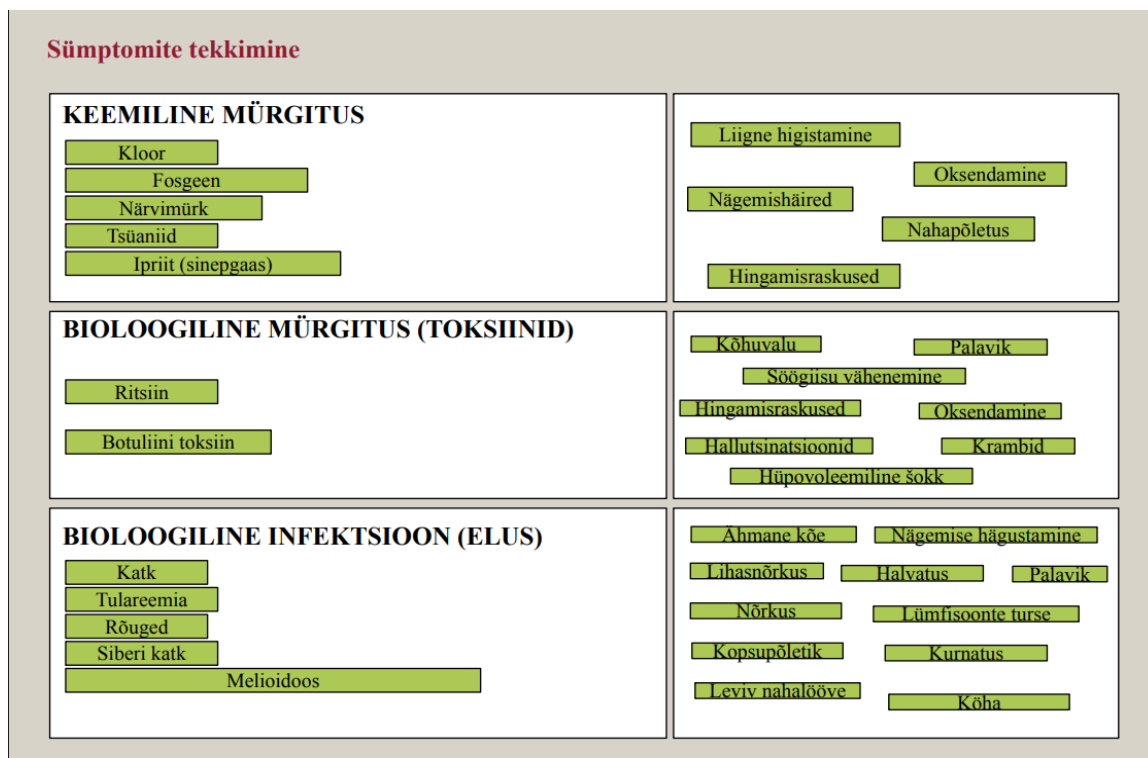 Sümptomite tekkimine
KEEMILINE MÜRGITUS
Kloor
Fosgeen
Närvimürk
Tsüaniid
Ipriit (sinepgaas)
Liigne higistamine
Oksendamine
Nägemishäired
Nahapõletus
Hingamisraskused
BIOLOOGILINE MÜRGITUS (TOKSIINID)
Ritsiin
Botuliini toksiin
Kõhuvalu
Palavik
Söögiisu vähenemine
Hingamisraskused
Oksendamine
Hallutsinatsioonid
Krambid
Hüpovoleemiline šokk
BIOLOOGILINE INFEKTSIOON (ELUS)
Katk
Tulareemia
Rõuged
Siberi katk
Melioidoos
Ähmane kõe
Nägemise hägustamine
Lihasnõrkus
Halvatus
Palavik
Nõrkus
Lümfisoonte turse
Kopsupõletik
Kurnatus
Leviv nahalööve
Köha